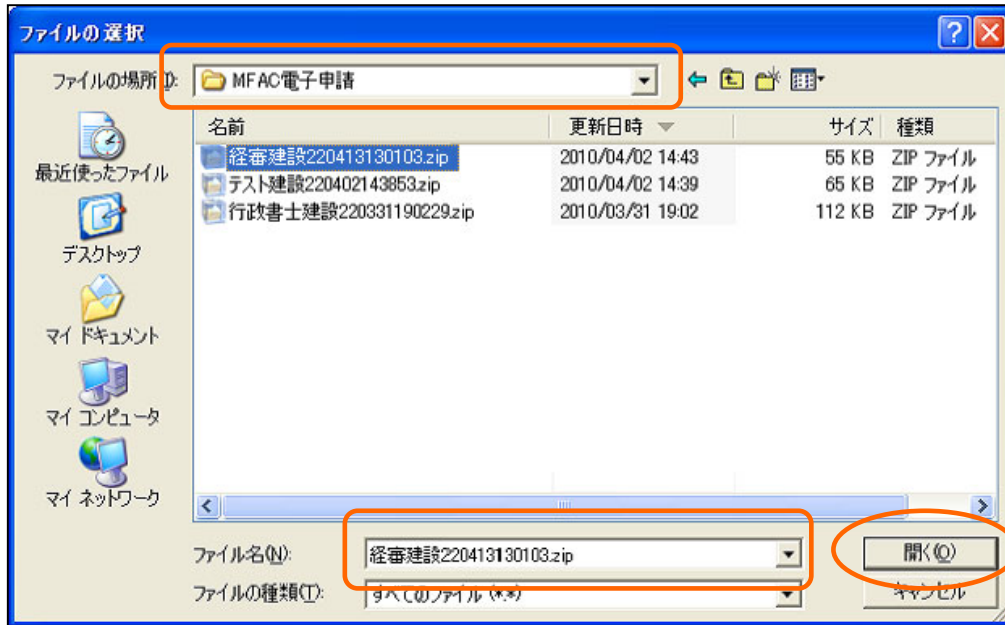 ファイルの選択
ファイルの場所(I):
MFAC電子申請
名前 更新日時 サイズ 種類
経審建設220413130103.zip 2010/04/02 14:43 55 KB ZIP ファイル
テスト建設220402143853.zip 2010/04/02 14:39 65 KB ZIP ファイル
行政書士建設220331190229.zip 2010/03/31 19:02 112 KB ZIP ファイル
最近使ったファイル
デスクトップ
マイ ドキュメント
マイ コンピュータ
マイ ネットワーク
ファイル名(N): 経審建設220413130103.zip 開く(O)
ファイルの種類(T): すべてのファイル (*.*) キャンセル